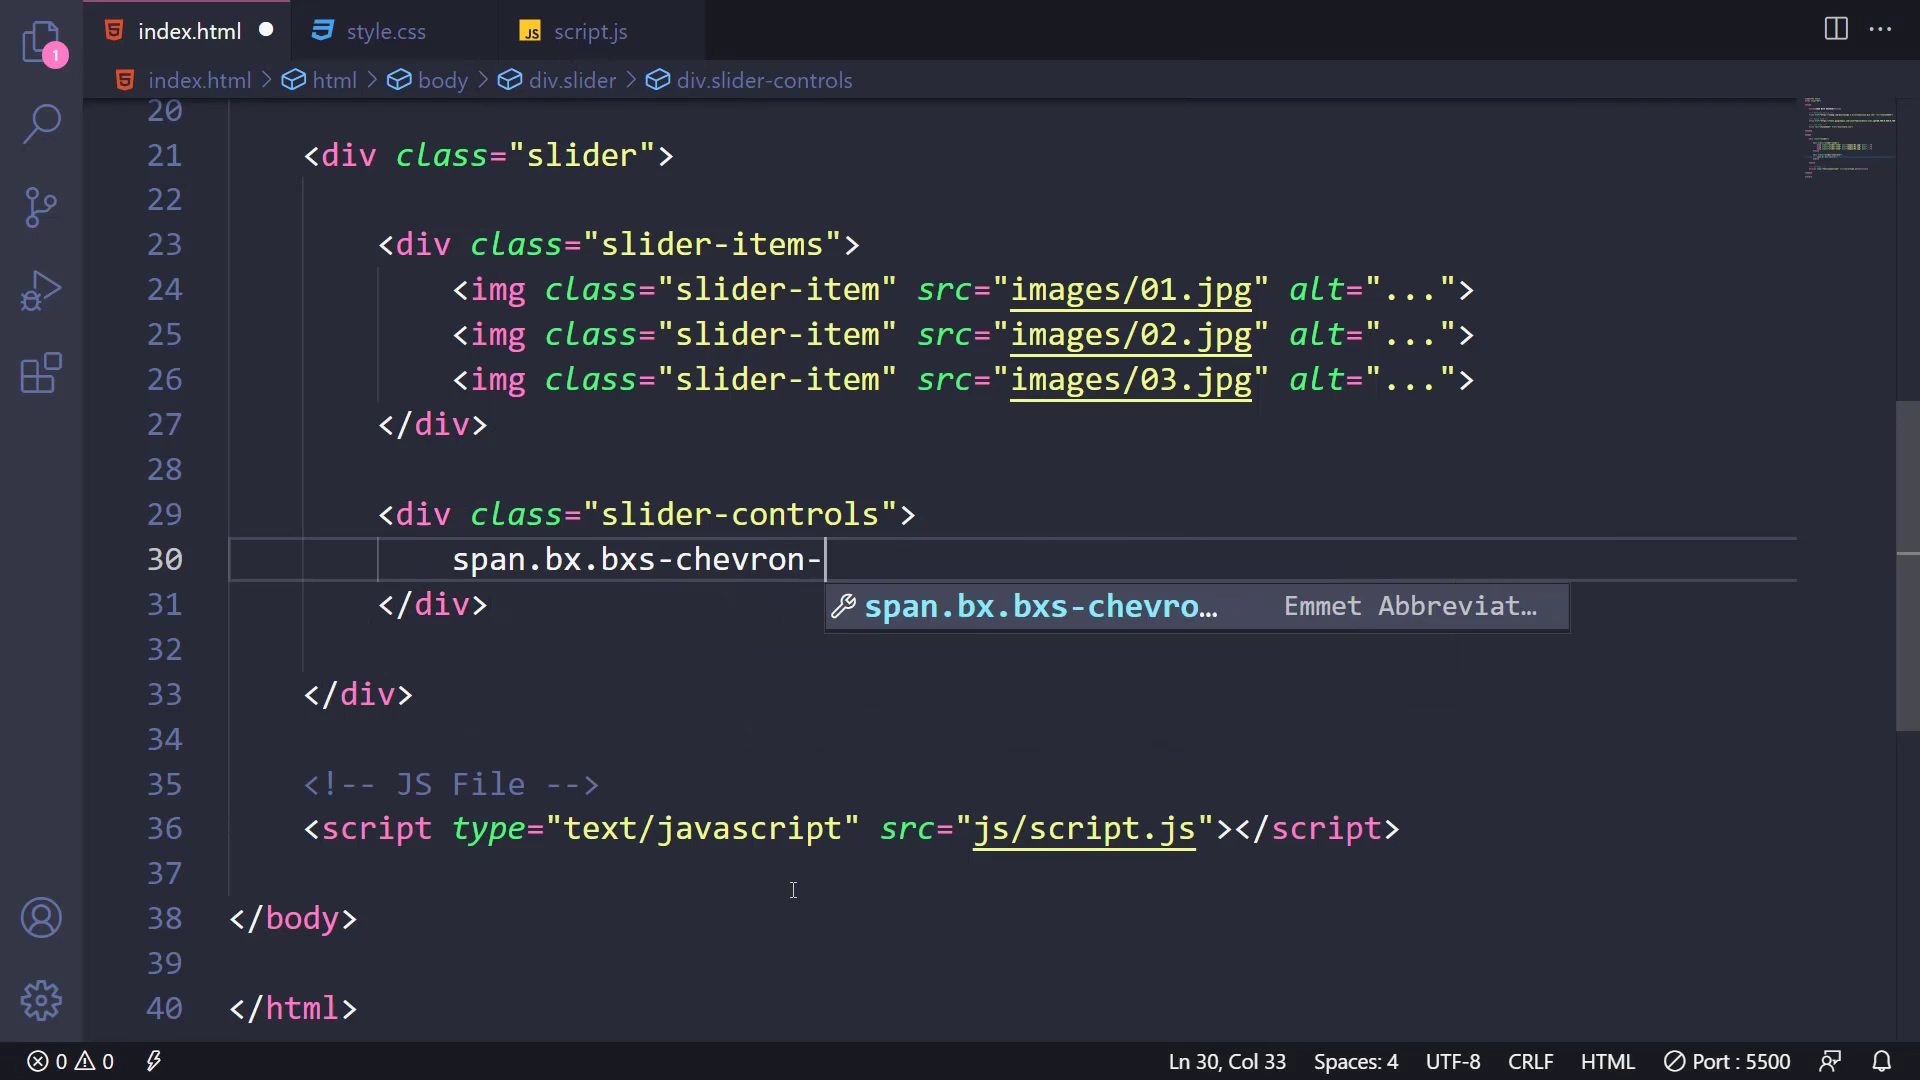 1
index.html
style.css
JS script.js
index.html > html > body > div.slider > div.slider-controls
20
21 <div class="slider">
22
23 <div class="slider-items">
24 <img class="slider-item" src="images/01.jpg" alt="...">
25 <img class="slider-item" src="images/02.jpg" alt="...">
26 <img class="slider-item" src="images/03.jpg" alt="...">
27 </div>
28
29 <div class="slider-controls">
30 span.bx.bxs-chevron-
span.bx.bxs-chevro… Emmet Abbreviat…
31 </div>
32
33 </div>
34
35 <!-- JS File -->
36 <script type="text/javascript" src="js/script.js"></script>
37
38 </body>
39
40 </html>
0 0 Ln 30, Col 33 Spaces: 4 UTF-8 CRLF HTML Port : 5500